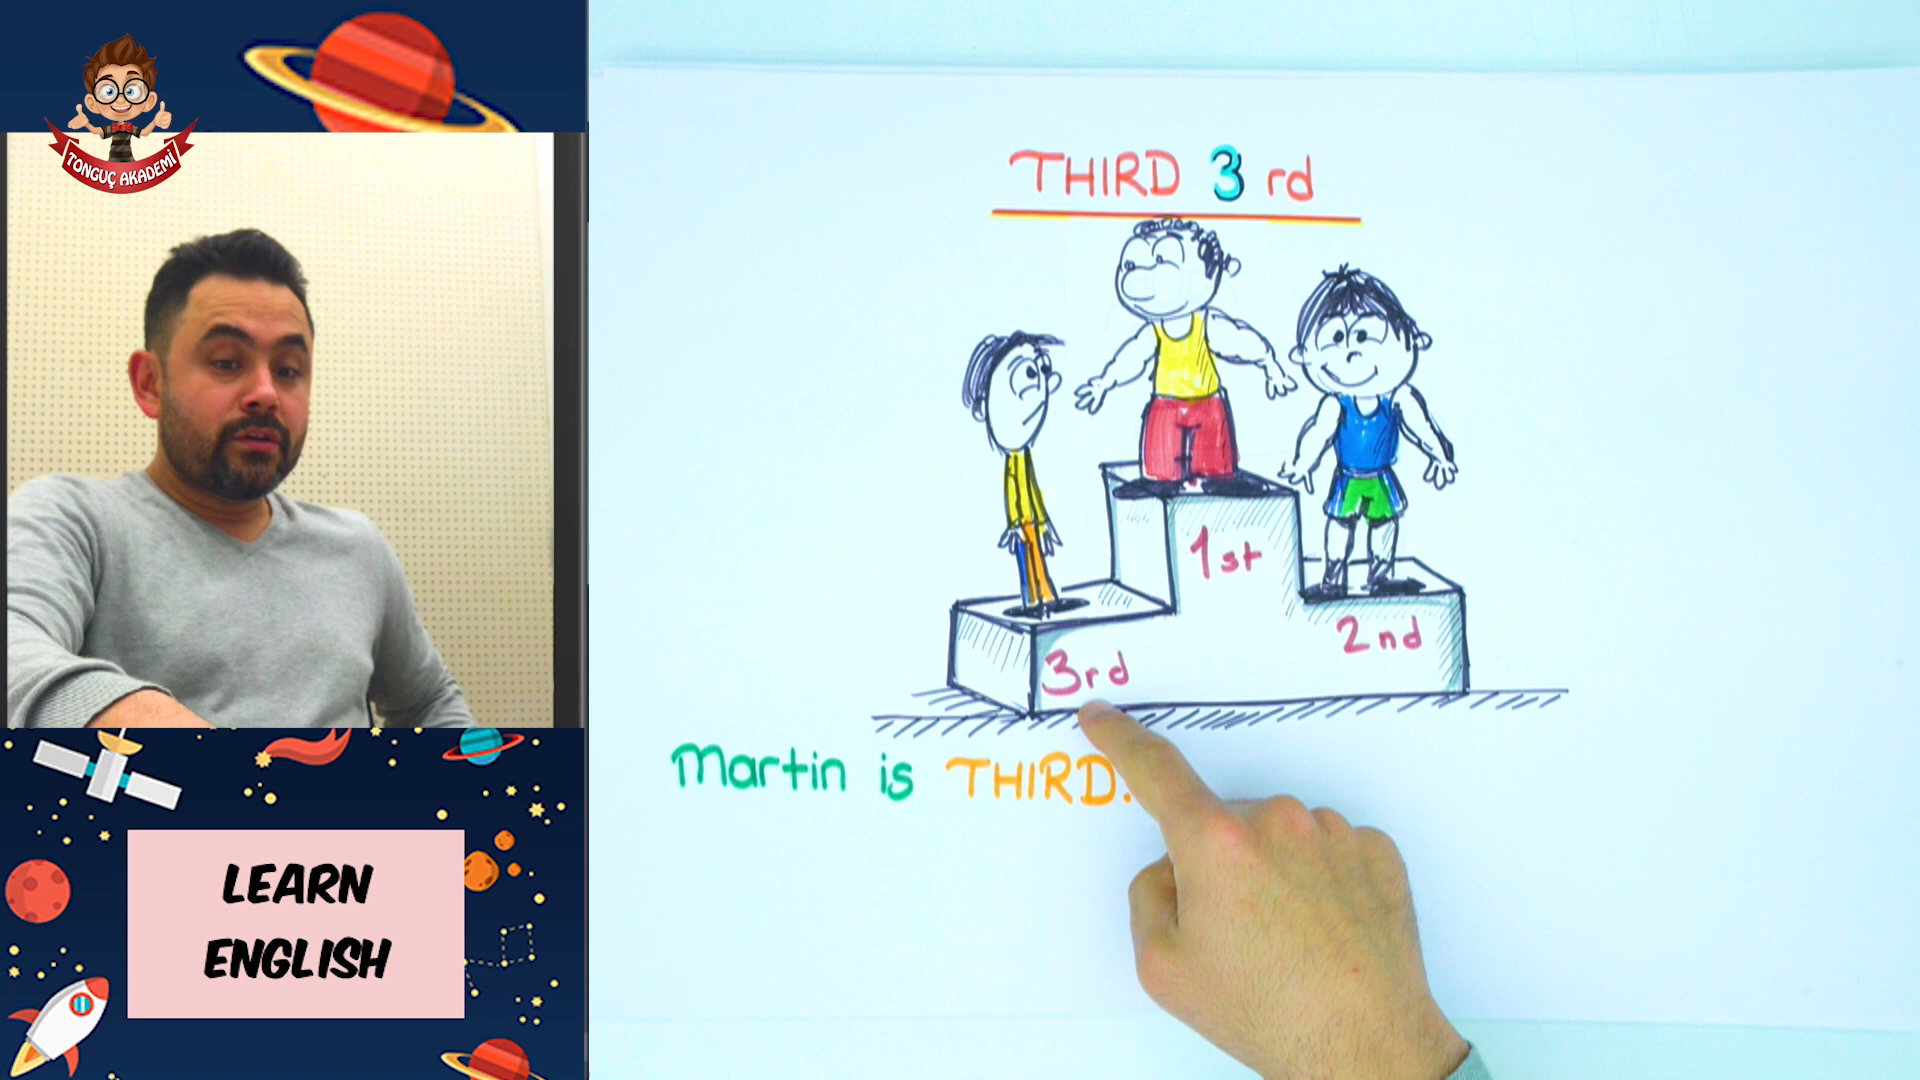 TONGUÇ AKADEMİ
LEARN
ENGLISH
THIRD 3 rd
1st
2nd
3rd
Martin is THIRD.